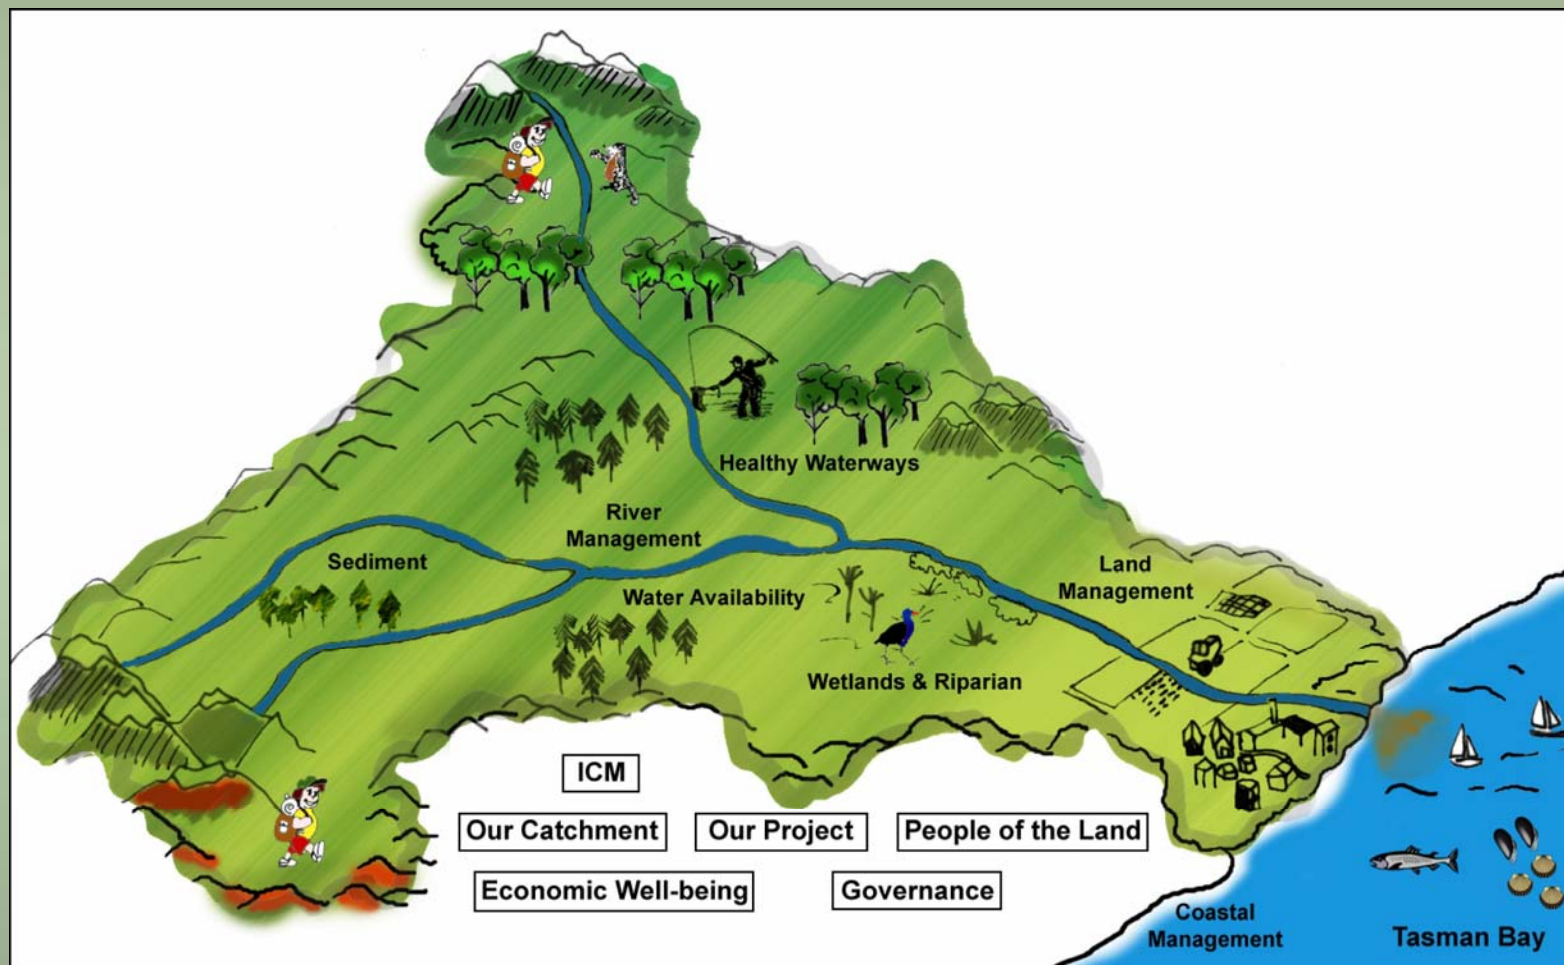 Healthy Waterways
River
Management
Sediment
Land
Management
Water Availability
Wetlands & Riparian
ICM
Our Catchment
Our Project
People of the Land
Economic Well-being
Governance
Coastal
Management
Tasman Bay